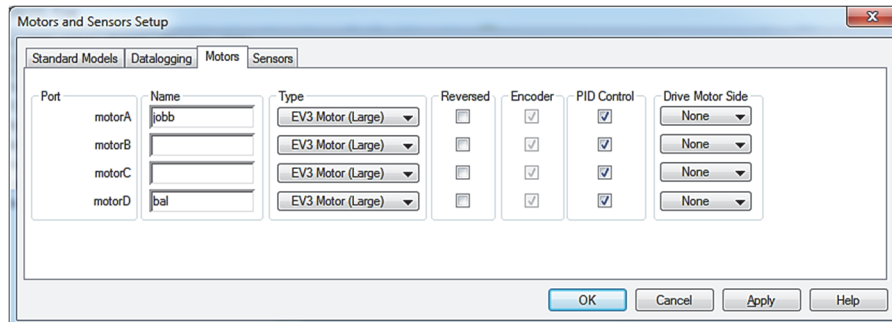 Motors and Sensors Setup
Standard Models Datalogging Motors Sensors
Port Name Type Reversed Encoder PID Control Drive Motor Side
motorA jobb EV3 Motor (Large) None
motorB EV3 Motor (Large) None
motorC EV3 Motor (Large) None
motorD bal EV3 Motor (Large) None
OK Cancel Apply Help